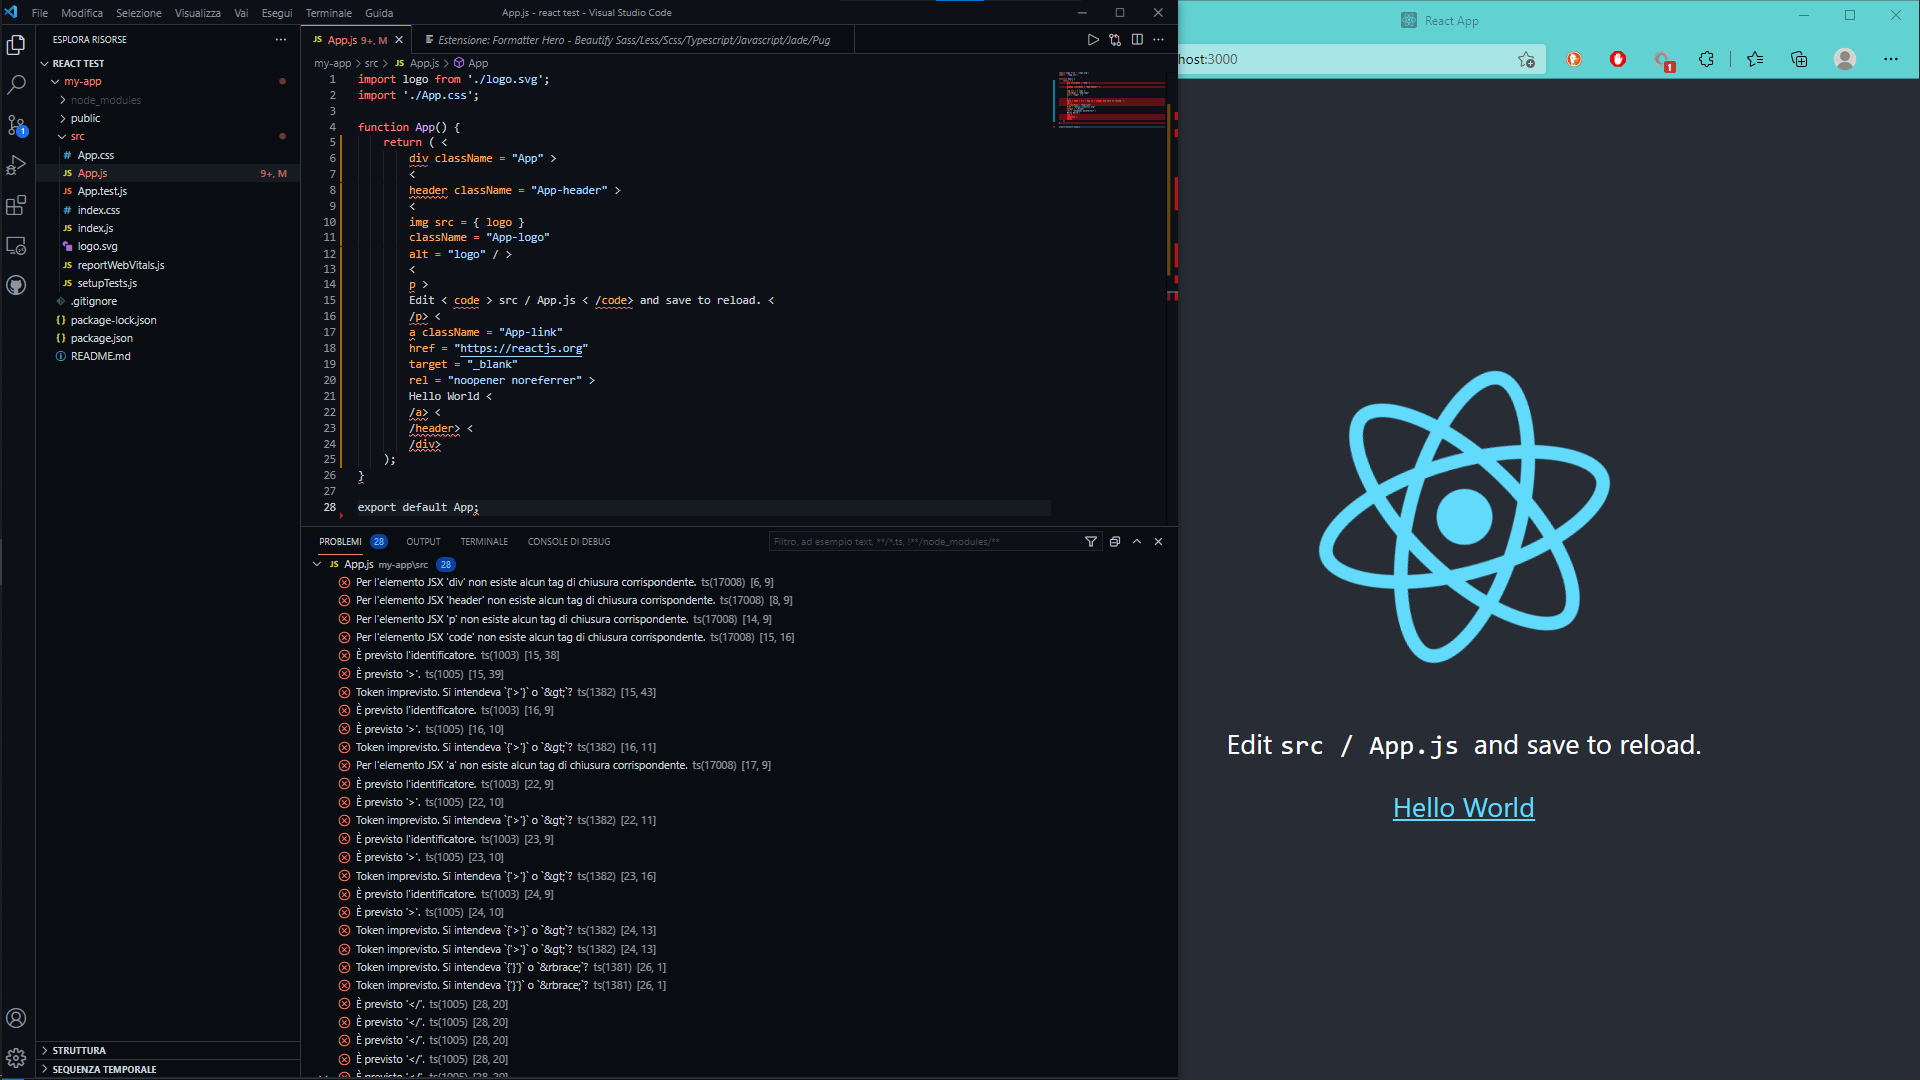 File Modifica Selezione Visualizza Vai Esegui Terminale Guida
App.js - react test - Visual Studio Code
React App
ESPLORA RISORSE
App.js 9+, M
Estensione: Formatter Hero - Beautify Sass/Less/Scss/Typescript/Javascript/Jade/Pug
host:3000
1
REACT TEST
my-app > src > JS App.js > App
my-app
node_modules
public
src
# App.css
JS App.js 9+, M
JS App.test.js
# index.css
JS index.js
logo.svg
JS reportWebVitals.js
JS setupTests.js
.gitignore
{} package-lock.json
{} package.json
README.md
1
STRUTTURA
SEQUENZA TEMPORALE
1 import logo from './logo.svg';
2 import './App.css';
3
4 function App() {
5 return ( <
6 div className = "App" >
7 <
8 header className = "App-header" >
9 <
10 img src = { logo }
11 className = "App-logo"
12 alt = "logo" / >
13 <
14 p >
15 Edit < code > src / App.js < /code> and save to reload. <
16 /p> <
17 a className = "App-link"
18 href = "https://reactjs.org"
19 target = "_blank"
20 rel = "noopener noreferrer" >
21 Hello World <
22 /a> <
23 /header> <
24 /div>
25 );
26 }
27
28 export default App;
PROBLEMI 28 OUTPUT TERMINALE CONSOLE DI DEBUG
Filtro, ad esempio text, **/*.ts, !**/node_modules/**
JS App.js my-app\src 28
Per l'elemento JSX 'div' non esiste alcun tag di chiusura corrispondente. ts(17008) [6, 9]
Per l'elemento JSX 'header' non esiste alcun tag di chiusura corrispondente. ts(17008) [8, 9]
Per l'elemento JSX 'p' non esiste alcun tag di chiusura corrispondente. ts(17008) [14, 9]
Per l'elemento JSX 'code' non esiste alcun tag di chiusura corrispondente. ts(17008) [15, 16]
È previsto l'identificatore. ts(1003) [15, 38]
È previsto '>'. ts(1005) [15, 39]
Token imprevisto. Si intendeva `{'>'}` o `&gt;`? ts(1382) [15, 43]
È previsto l'identificatore. ts(1003) [16, 9]
È previsto '>'. ts(1005) [16, 10]
Token imprevisto. Si intendeva `{'>'}` o `&gt;`? ts(1382) [16, 11]
Per l'elemento JSX 'a' non esiste alcun tag di chiusura corrispondente. ts(17008) [17, 9]
È previsto l'identificatore. ts(1003) [22, 9]
È previsto '>'. ts(1005) [22, 10]
Token imprevisto. Si intendeva `{'>'}` o `&gt;`? ts(1382) [22, 11]
È previsto l'identificatore. ts(1003) [23, 9]
È previsto '>'. ts(1005) [23, 10]
Token imprevisto. Si intendeva `{'>'}` o `&gt;`? ts(1382) [23, 16]
È previsto l'identificatore. ts(1003) [24, 9]
È previsto '>'. ts(1005) [24, 10]
Token imprevisto. Si intendeva `{'>'}` o `&gt;`? ts(1382) [24, 13]
Token imprevisto. Si intendeva `{'>'}` o `&gt;`? ts(1382) [24, 13]
Token imprevisto. Si intendeva `{'}'}` o `&rbrace;`? ts(1381) [26, 1]
Token imprevisto. Si intendeva `{'}'}` o `&rbrace;`? ts(1381) [26, 1]
È previsto '</'. ts(1005) [28, 20]
È previsto '</'. ts(1005) [28, 20]
È previsto '</'. ts(1005) [28, 20]
È previsto '</'. ts(1005) [28, 20]
È previsto '</'. ts(1005) [28, 20]
Edit src / App.js and save to reload.
Hello World